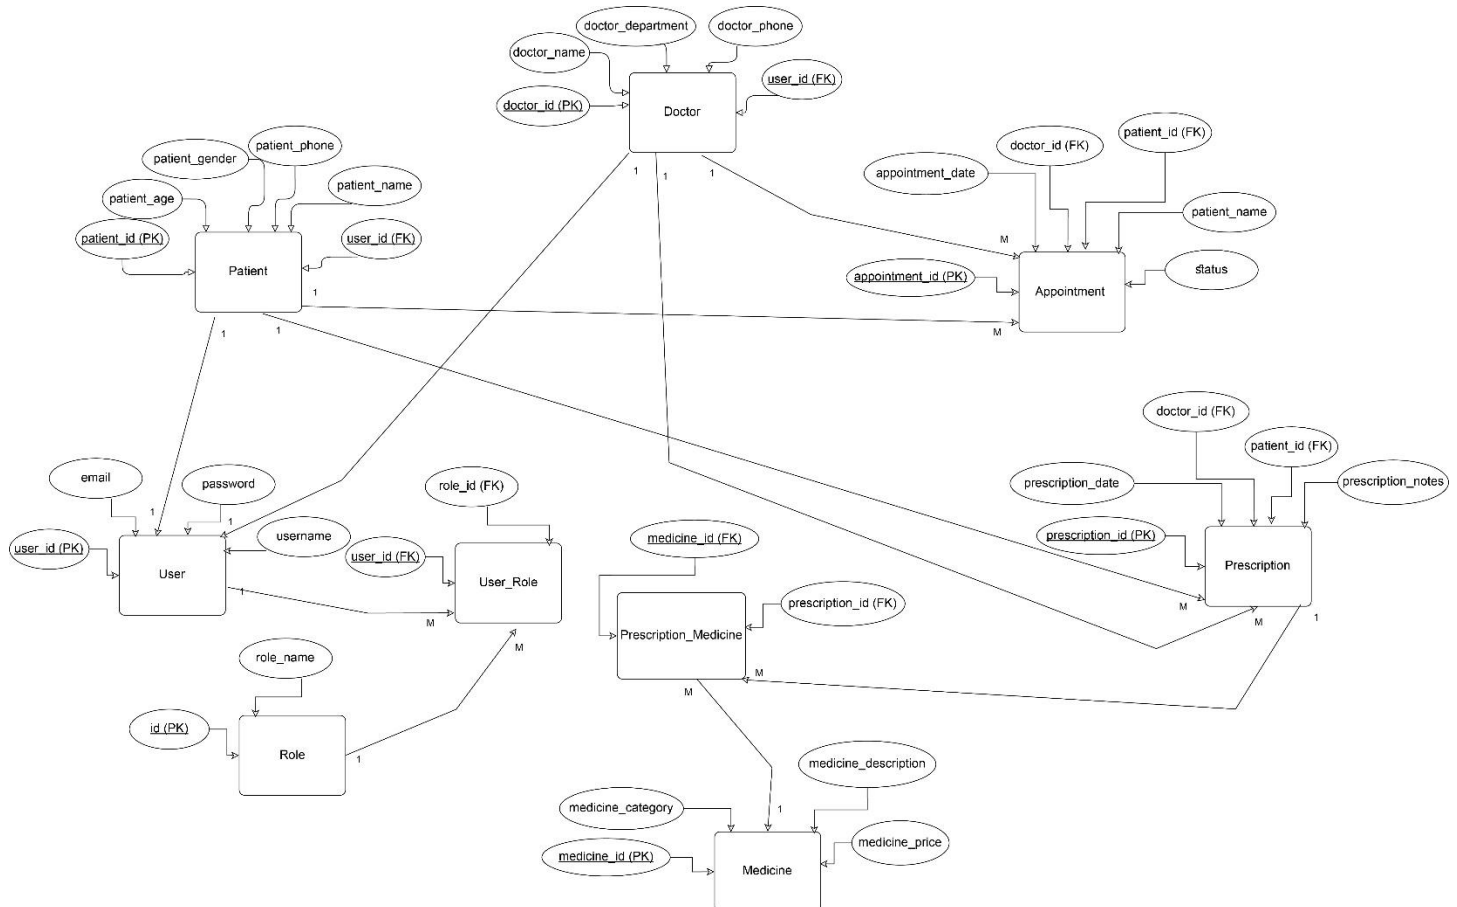 doctor_department
doctor_phone
doctor_name
user_id (FK)
doctor_id (PK)
Doctor
1
1
1
patient_id (FK)
doctor_id (FK)
appointment_date
patient_name
status
appointment_id (PK)
Appointment
M
M
patient_phone
patient_gender
patient_name
patient_age
patient_id (PK)
user_id (FK)
Patient
1
1
1
doctor_id (FK)
patient_id (FK)
prescription_date
prescription_notes
prescription_id (PK)
Prescription
M
M
1
email
password
1
1
username
user_id (PK)
User
1
role_id (FK)
user_id (FK)
User_Role
M
M
role_name
id (PK)
Role
1
medicine_id (FK)
prescription_id (FK)
Prescription_Medicine
M
M
medicine_description
1
medicine_category
medicine_price
medicine_id (PK)
Medicine